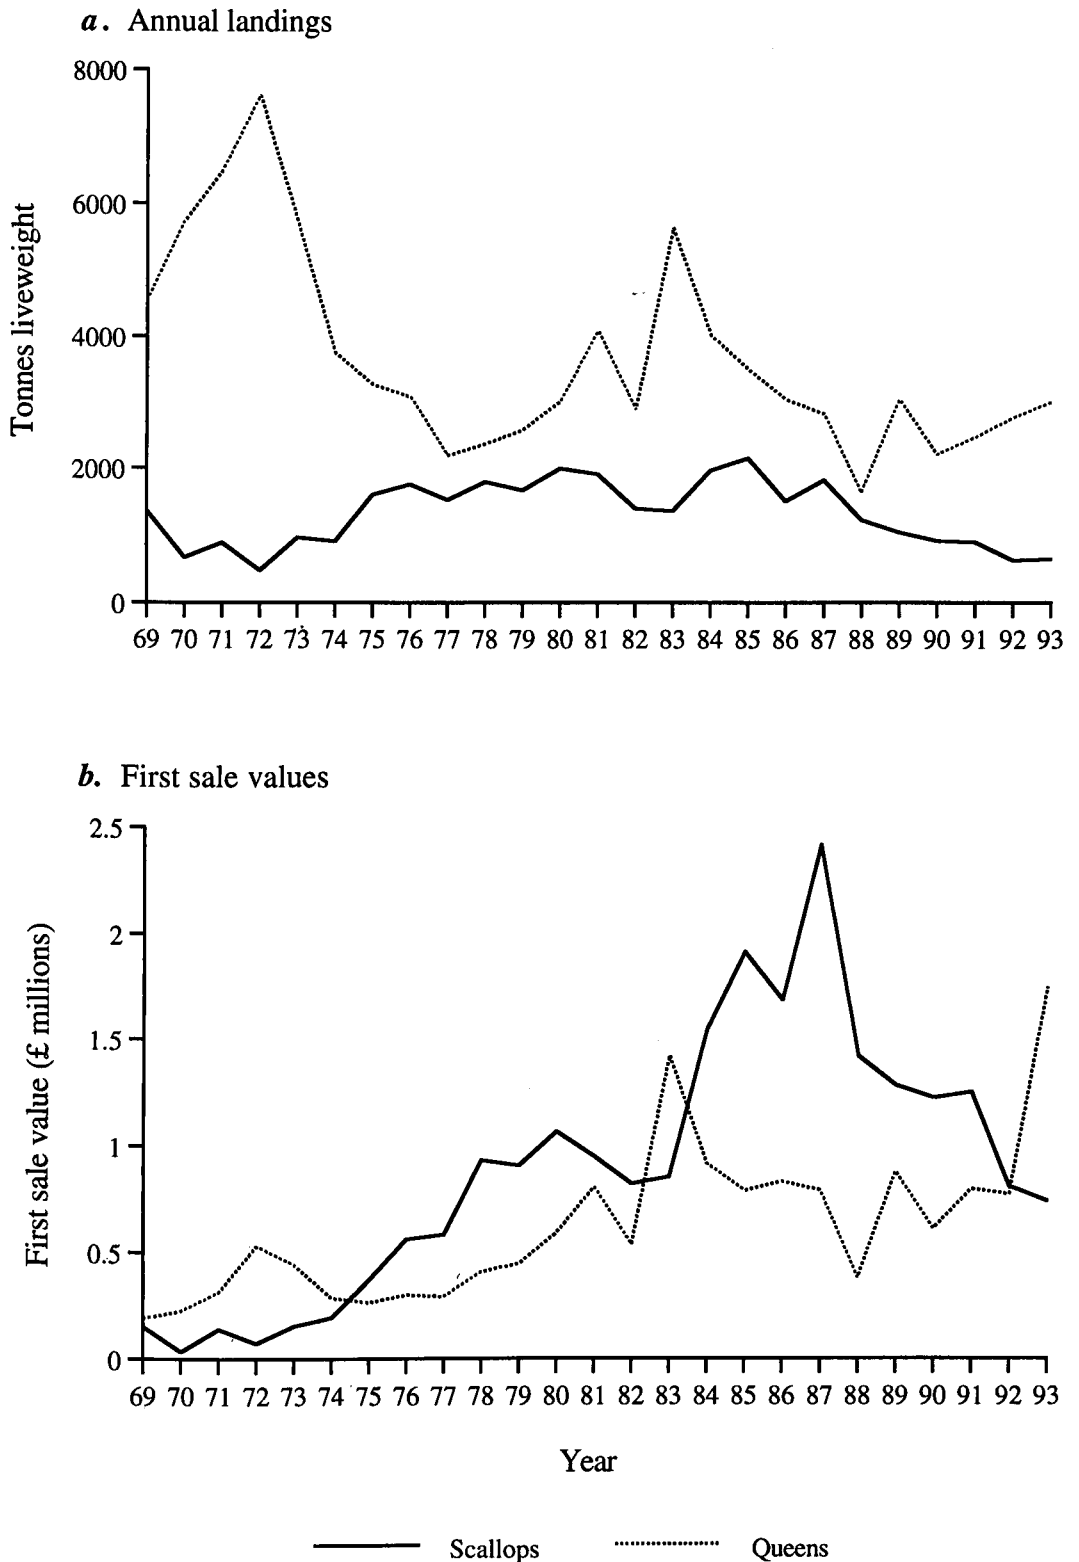 a. Annual landings
8000
6000
4000
2000
0
Tonnes liveweight
69 70 71 72 73 74 75 76 77 78 79 80 81 82 83 84 85 86 87 88 89 90 91 92 93
b. First sale values
2.5
2
1.5
1
0.5
0
First sale value (£ millions)
69 70 71 72 73 74 75 76 77 78 79 80 81 82 83 84 85 86 87 88 89 90 91 92 93
Year
Scallops Queens